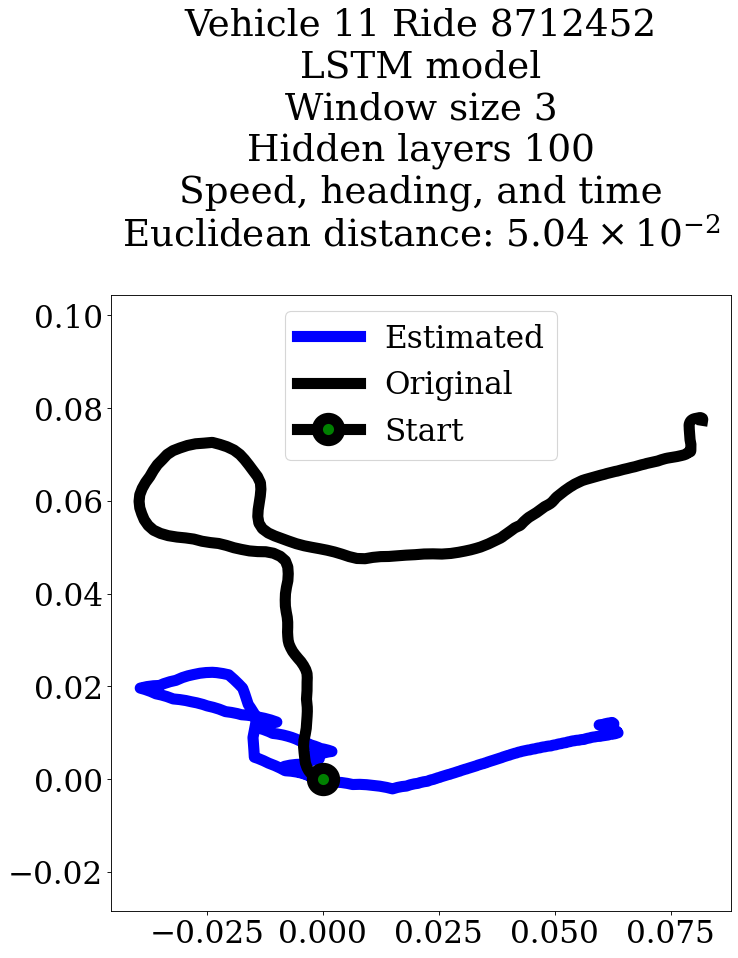 Vehicle 11 Ride 8712452
LSTM model
Window size 3
Hidden layers 100
Speed, heading, and time
Euclidean distance: 5.04 × 10⁻²
Estimated
Original
Start
0.10
0.08
0.06
0.04
0.02
0.00
−0.02
−0.025 0.000 0.025 0.050 0.075